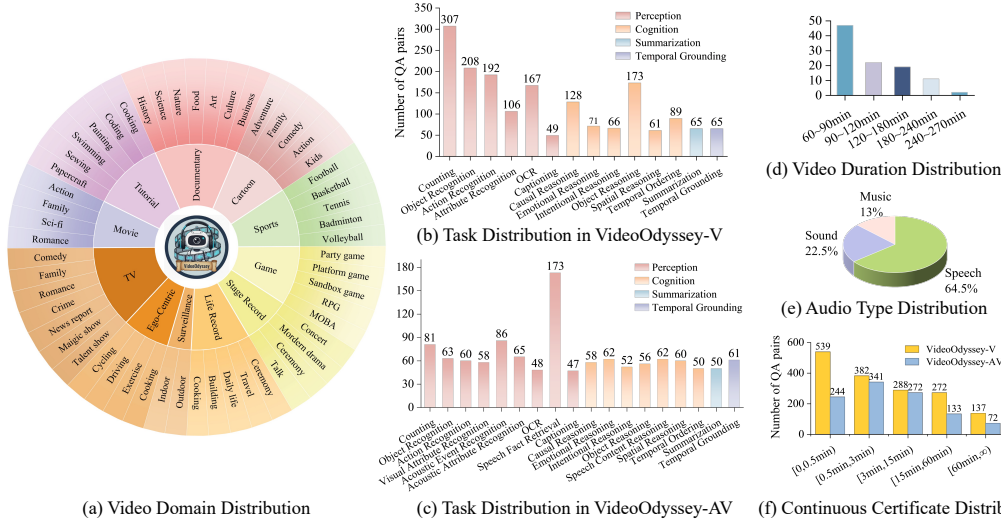 History
Science
Nature
Food
Art
Culture
Business
Adventure
Family
Comedy
Action
Kids
Football
Basketball
Tennis
Badminton
Volleyball
Party game
Platform game
Sandbox game
RPG
MOBA
Concert
Mordern drama
Ceremony
Talk
Ceremony
Travel
Daily life
Building
Cooking
Outdoor
Indoor
Cooking
Exercise
Driving
Cycling
Talent show
Maigic show
News report
Crime
Romance
Family
Comedy
Romance
Sci-fi
Family
Action
Papercraft
Sewing
Swimming
Painting
Coding
Cooking
Documentary
Cartoon
Sports
Game
Stage Record
Life Record
Surveillance
Ego-Centric
TV
Movie
Tutorial
VideoOdyssey
(a) Video Domain Distribution
Number of QA pairs
350
300
250
200
150
100
50
0
307
208
192
106
167
49
128
71
66
173
61
89
65
65
Perception
Cognition
Summarization
Temporal Grounding
Counting
Object Recognition
Action Recognition
Attribute Recognition
OCR
Captioning
Causal Reasoning
Emotional Reasoning
Intentional Reasoning
Object Reasoning
Spatial Reasoning
Temporal Ordering
Summarization
Temporal Grounding
(b) Task Distribution in VideoOdyssey-V
180
150
120
90
60
30
0
81
63
60
58
86
65
48
173
47
58
62
52
56
62
60
50
50
61
Perception
Cognition
Summarization
Temporal Grounding
Counting
Object Recognition
Action Recognition
Visual Attribute Recognition
Acoustic Event Recognition
Acoustic Attribute Recognition
OCR
Speech Fact Retrieval
Captioning
Causal Reasoning
Emotional Reasoning
Intentional Reasoning
Object Reasoning
Speech Content Reasoning
Spatial Reasoning
Temporal Ordering
Summarization
Temporal Grounding
(c) Task Distribution in VideoOdyssey-AV
50
40
30
20
10
0
60~90min
90~120min
120~180min
180~240min
240~270min
(d) Video Duration Distribution
Music
13%
Sound
22.5%
Speech
64.5%
(e) Audio Type Distribution
Number of QA pairs
600
400
200
0
539
244
382
341
288
272
272
133
137
72
VideoOdyssey-V
VideoOdyssey-AV
[0,0.5min)
[0.5min,3min)
[3min,15min)
[15min,60min)
[60min,∞)
(f) Continuous Certificate Distrib